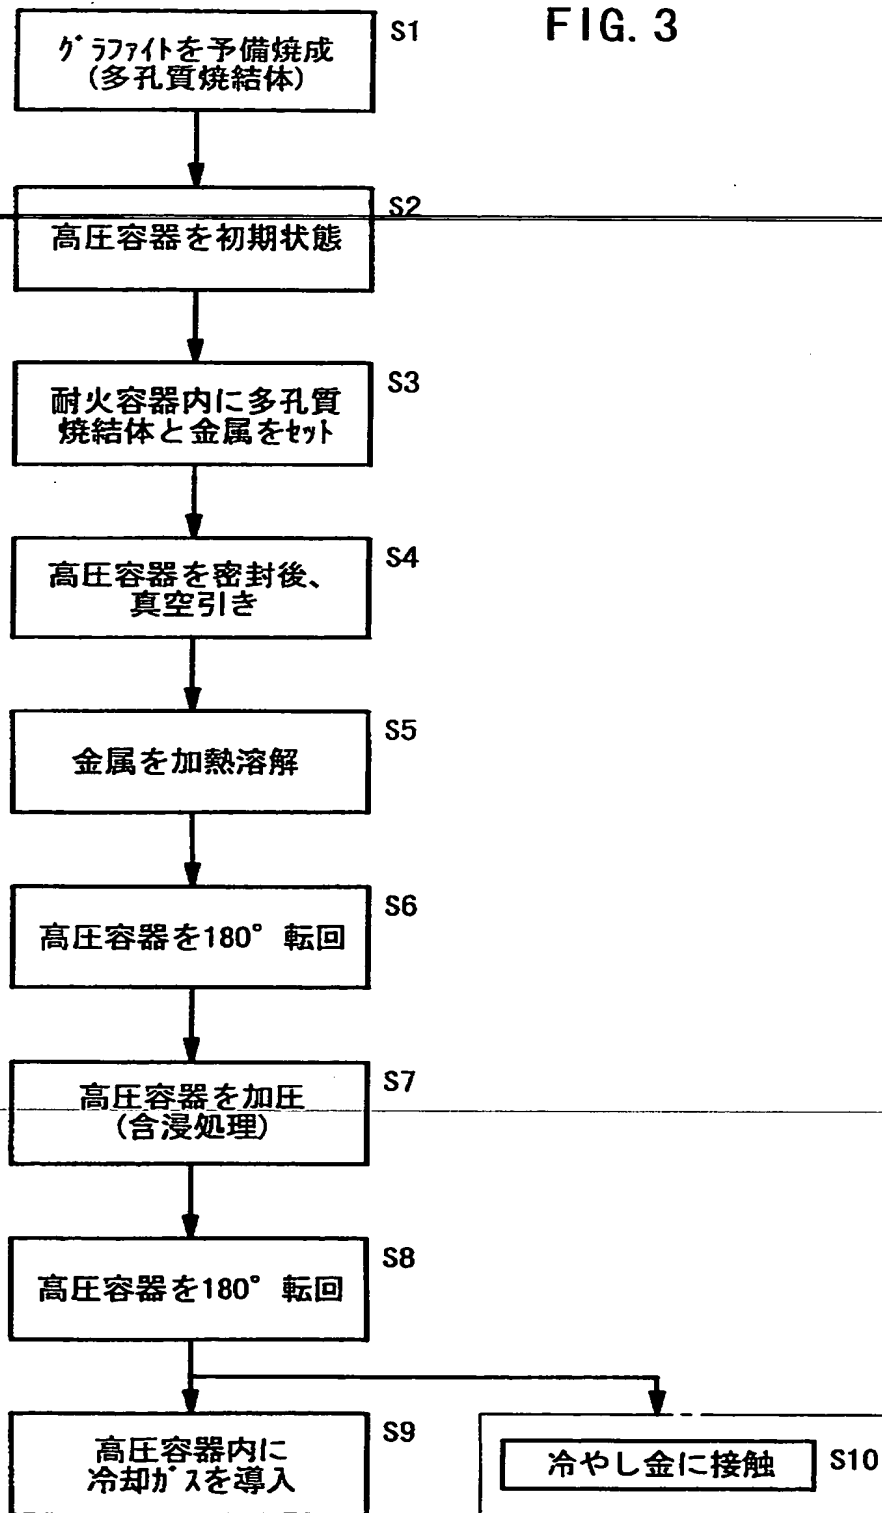 FIG. 3
S1
グラファイトを予備焼成
(多孔質焼結体)
S2
高圧容器を初期状態
S3
耐火容器内に多孔質
焼結体と金属をセット
S4
高圧容器を密封後、
真空引き
S5
金属を加熱溶解
S6
高圧容器を180°転回
S7
高圧容器を加圧
(含浸処理)
S8
高圧容器を180°転回
S9
高圧容器内に
冷却ガスを導入
冷やし金に接触
S10